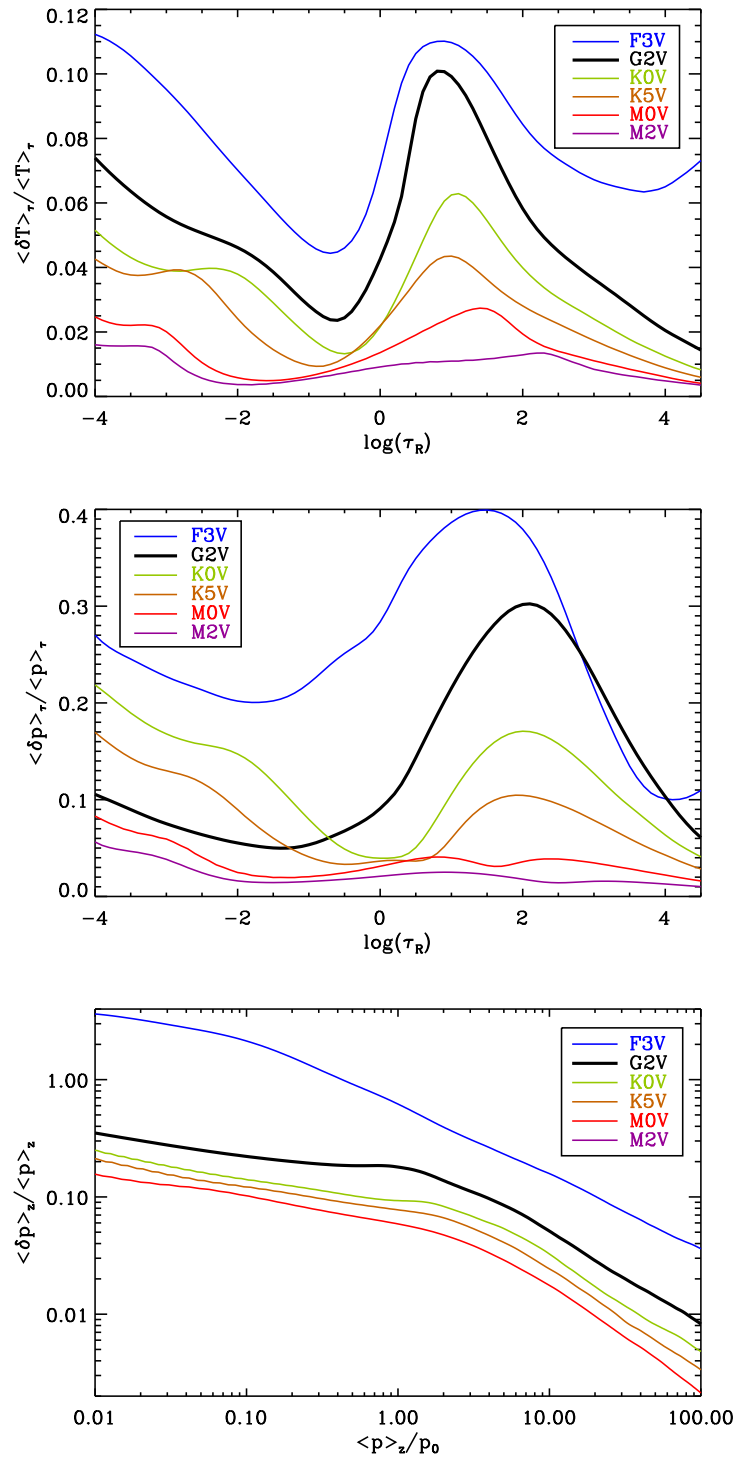 0.12
0.10
0.08
0.06
0.04
0.02
0.00
<δT>τ/<T>τ
F3V
G2V
K0V
K5V
M0V
M2V
-4 -2 0 2 4
log(τR)
0.4
0.3
0.2
0.1
0.0
<δp>τ/<p>τ
F3V
G2V
K0V
K5V
M0V
M2V
-4 -2 0 2 4
log(τR)
1.00
0.10
0.01
<δp>z/<p>z
F3V
G2V
K0V
K5V
M0V
M2V
0.01 0.10 1.00 10.00 100.00
<p>z/p0